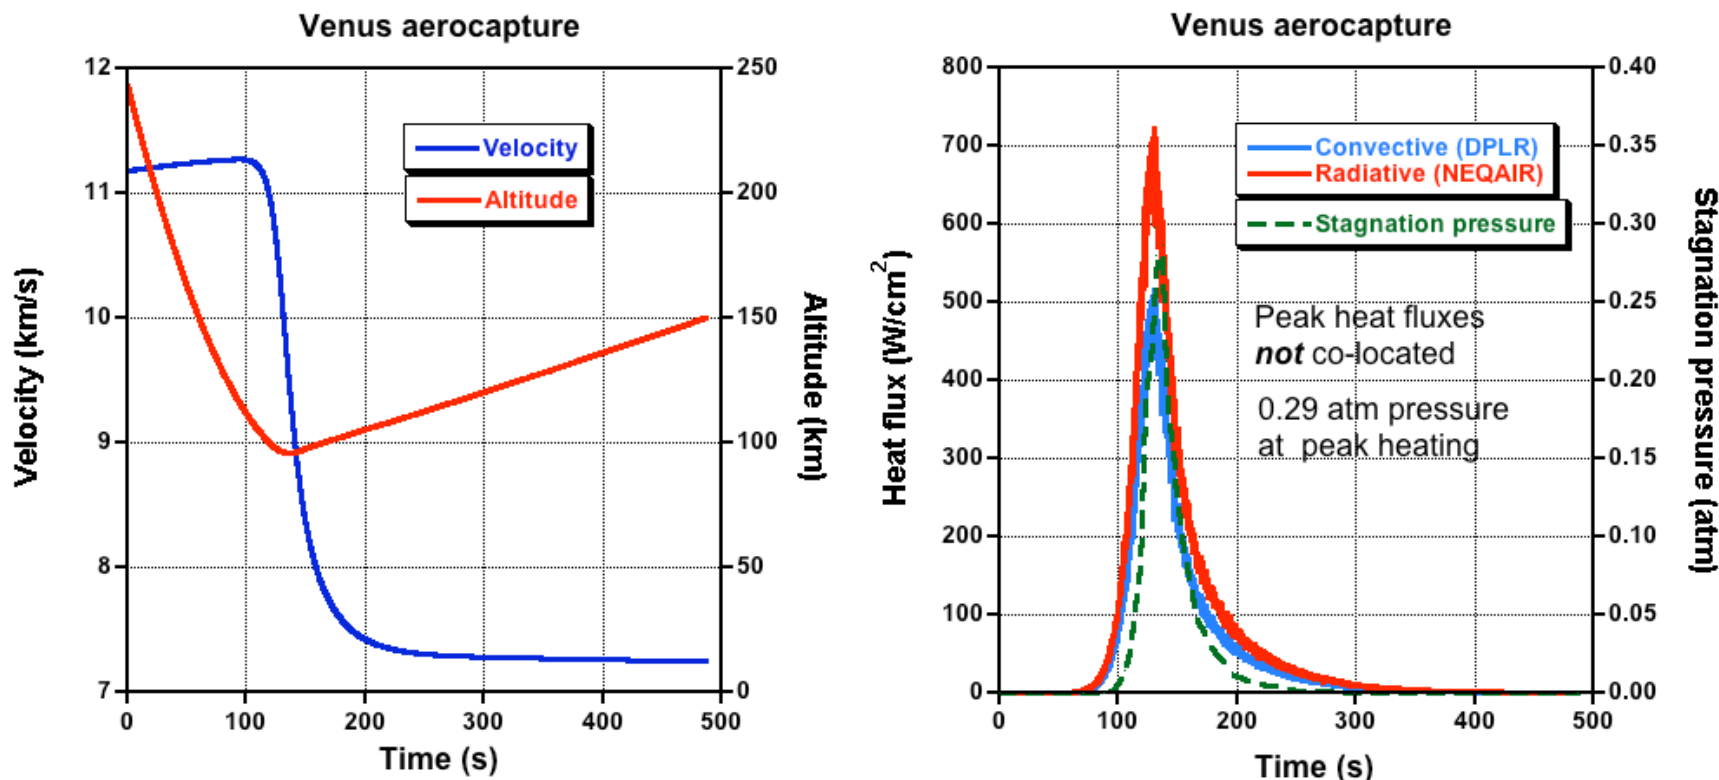 Venus aerocapture
12
11
10
9
8
7
250
200
150
100
50
0
Velocity
Altitude
Velocity (km/s)
Altitude (km)
0
100
200
300
400
500
Time (s)
Venus aerocapture
800
700
600
500
400
300
200
100
0
0.40
0.35
0.30
0.25
0.20
0.15
0.10
0.05
0.00
Convective (DPLR)
Radiative (NEQAIR)
Stagnation pressure
Peak heat fluxes
not co-located
0.29 atm pressure
at peak heating
Heat flux (W/cm²)
Stagnation pressure (atm)
0
100
200
300
400
500
Time (s)